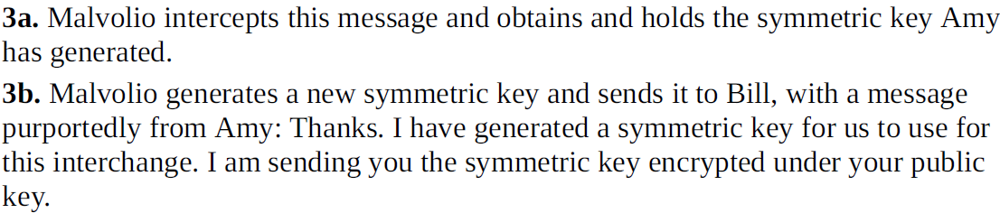 3a. Malvolio intercepts this message and obtains and holds the symmetric key Amy
has generated.
3b. Malvolio generates a new symmetric key and sends it to Bill, with a message
purportedly from Amy: Thanks. I have generated a symmetric key for us to use for
this interchange. I am sending you the symmetric key encrypted under your public
key.